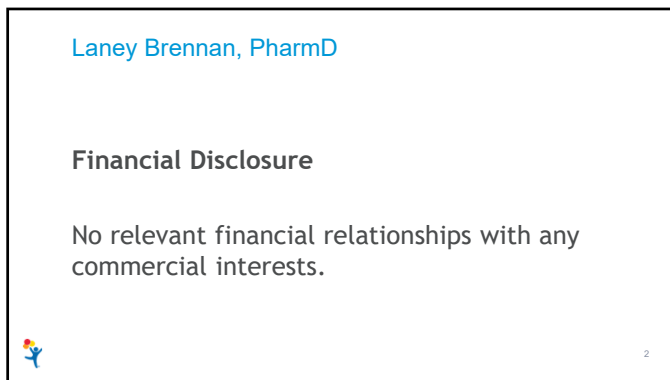 Laney Brennan, PharmD
Financial Disclosure
No relevant financial relationships with any
commercial interests.
2